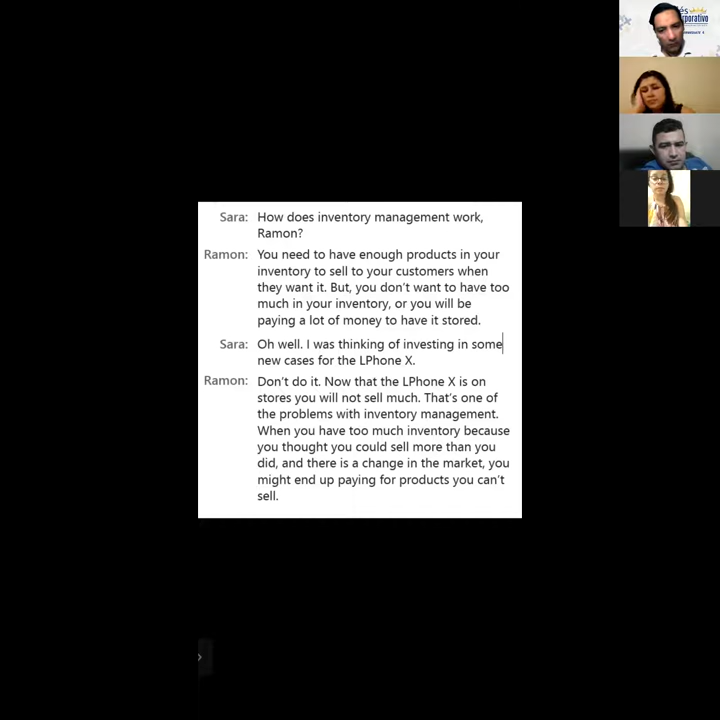 és
rporativo
Sara: How does inventory management work,
Ramon?
Ramon: You need to have enough products in your
inventory to sell to your customers when
they want it. But, you don't want to have too
much in your inventory, or you will be
paying a lot of money to have it stored.
Sara: Oh well. I was thinking of investing in some
new cases for the LPhone X.
Ramon: Don't do it. Now that the LPhone X is on
stores you will not sell much. That's one of
the problems with inventory management.
When you have too much inventory because
you thought you could sell more than you
did, and there is a change in the market, you
might end up paying for products you can't
sell.